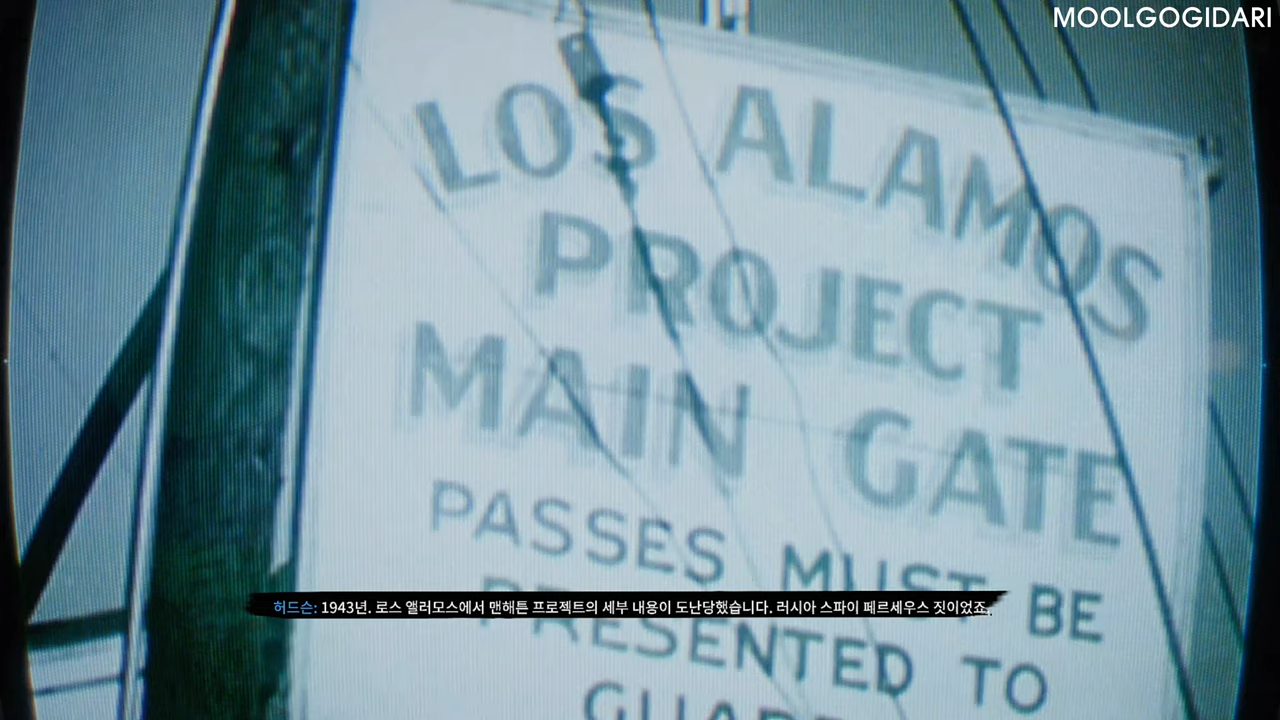 MOOLGOGIDARI
LOS ALAMOS
PROJECT
MAIN GATE
PASSES MUST BE
PRESENTED TO
허드슨: 1943년. 로스 앨러모스에서 맨해튼 프로젝트의 세부 내용이 도난당했습니다. 러시아 스파이 페르세우스 짓이었죠.